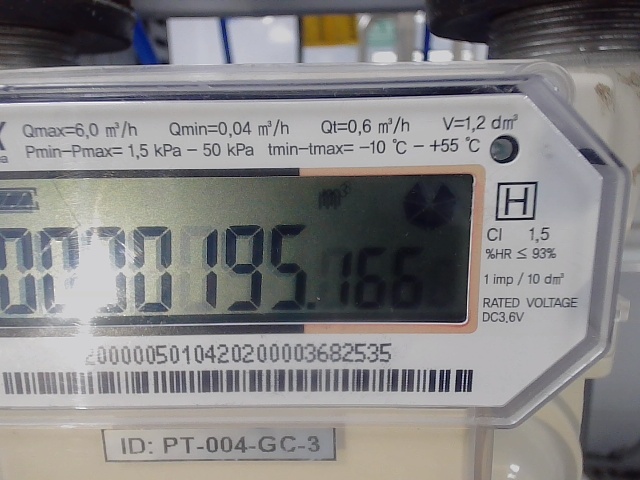 Qmax=6,0 m³/h Qmin=0,04 m³/h Qt=0,6 m³/h V=1,2 dm³
Pmin-Pmax= 1,5 kPa - 50 kPa tmin-tmax= -10 °C - +55 °C
m³
0000195.166
H
Cl 1,5
%HR ≤ 93%
1 imp / 10 dm³
RATED VOLTAGE
DC3,6V
000005010420200003682535
ID: PT-004-GC-3